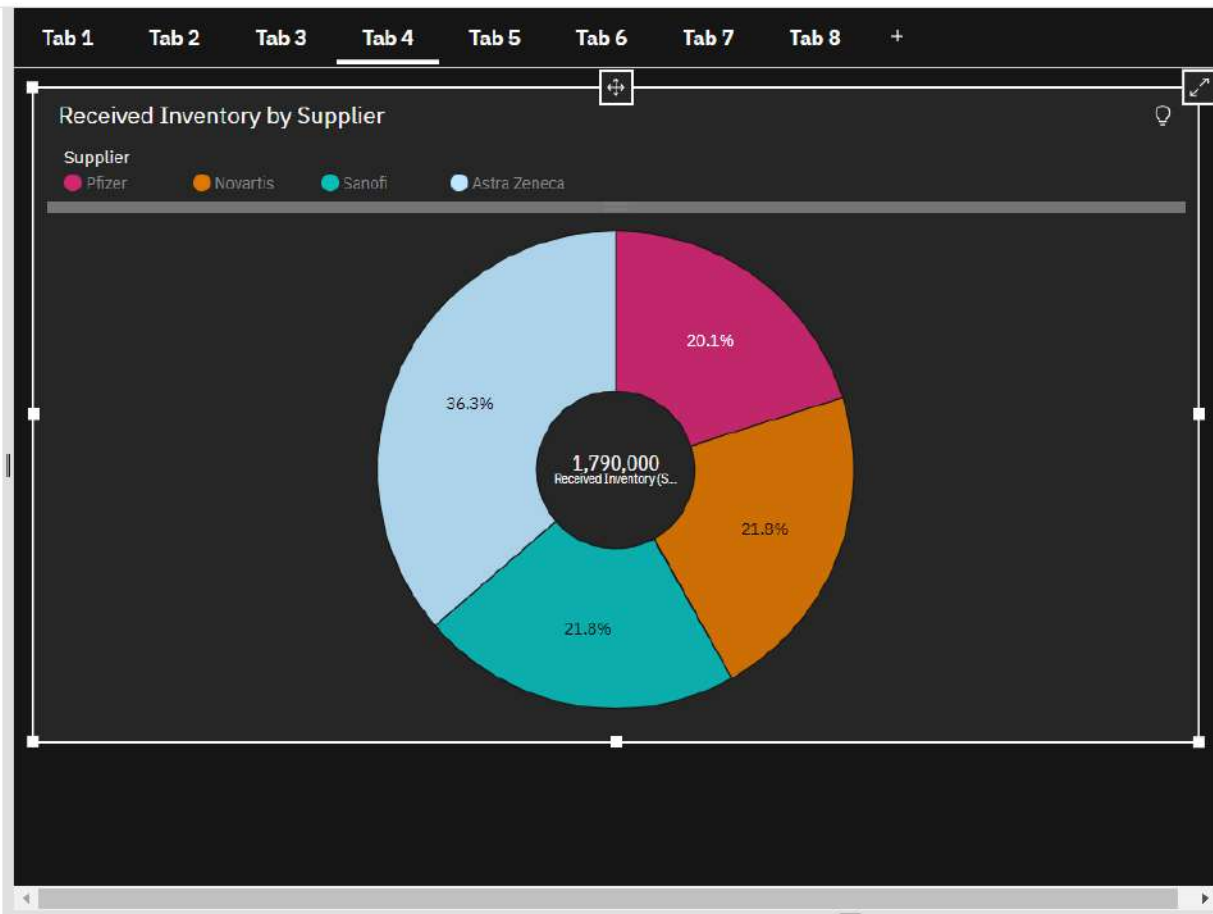 Tab 1 Tab 2 Tab 3 Tab 4 Tab 5 Tab 6 Tab 7 Tab 8 +
Received Inventory by Supplier
Supplier
Pfizer Novartis Sanofi Astra Zeneca
20.1%
36.3%
1,790,000
Received Inventory (S...
21.8%
21.8%